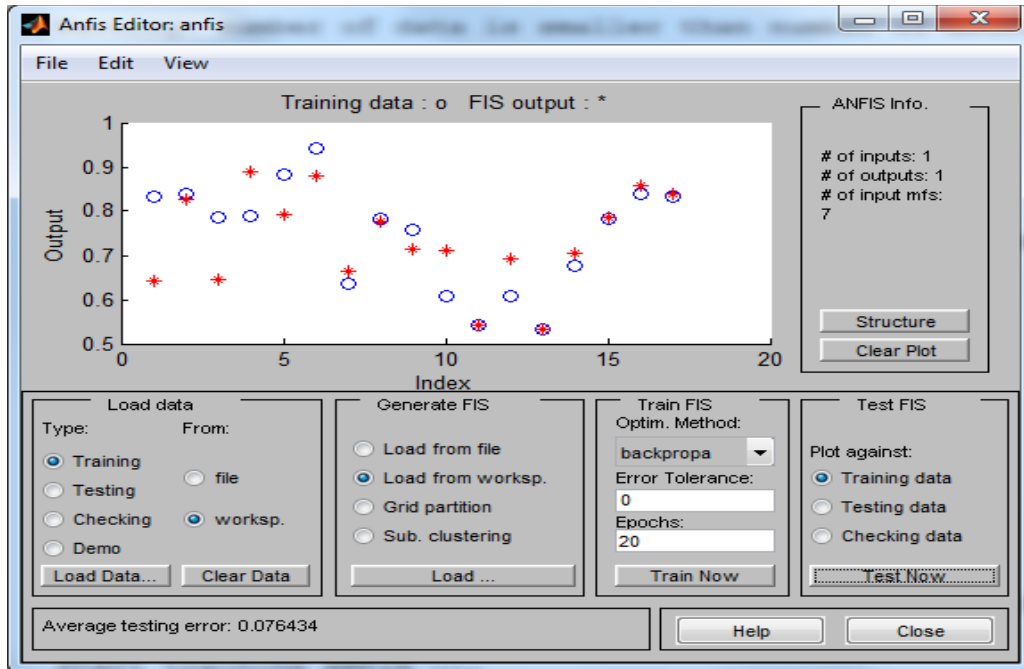 Anfis Editor: anfis
of data is smaller than
File Edit View
Training data : o FIS output : *
1
0.9
0.8
0.7
0.6
0.5
Output
0 5 10 15 20
Index
ANFIS Info.
# of inputs: 1
# of outputs: 1
# of input mfs:
7
Structure
Clear Plot
Load data
Type: From:
Training
Testing
Checking
Demo
file
worksp.
Load Data... Clear Data
Generate FIS
Load from file
Load from worksp.
Grid partition
Sub. clustering
Load ...
Train FIS
Optim. Method:
backpropa
Error Tolerance:
0
Epochs:
20
Train Now
Test FIS
Plot against:
Training data
Testing data
Checking data
Test Now
Average testing error: 0.076434
Help Close